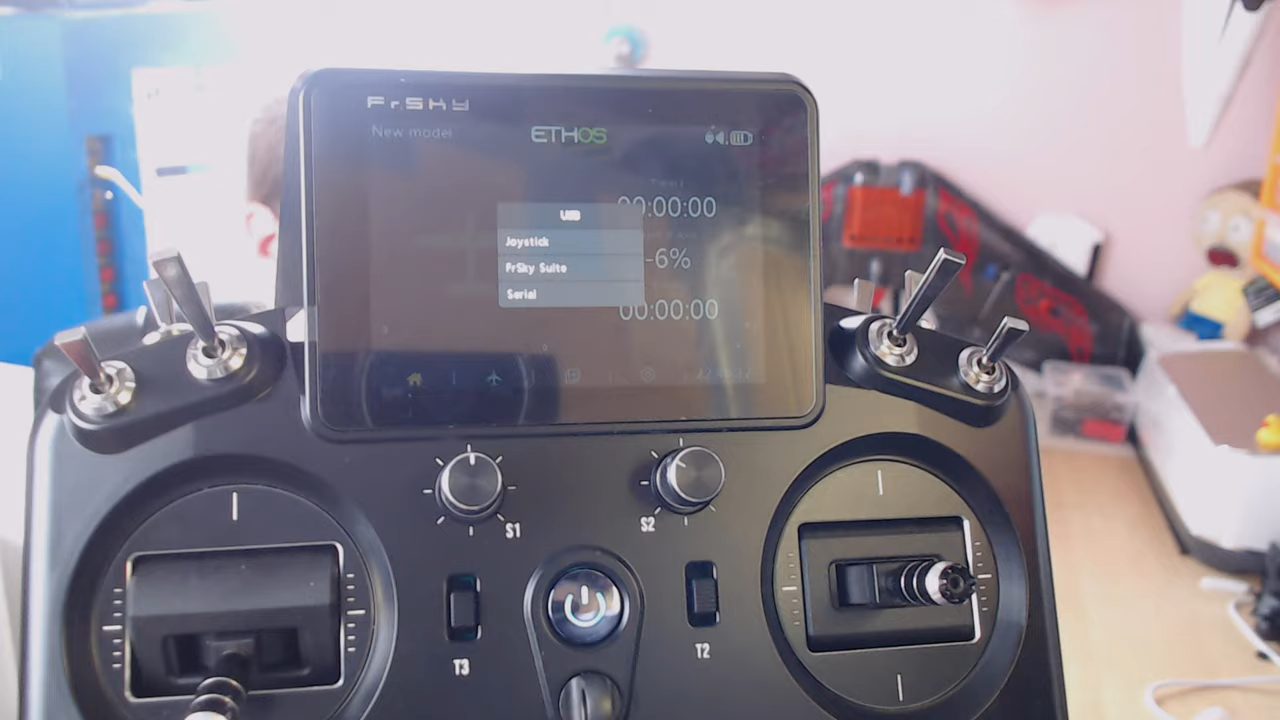 FrSKY
New model
ETHOS
00:00:00
USB
Joystick
-6%
FrSky Suite
Serial
00:00:00
S1
S2
T3
T2